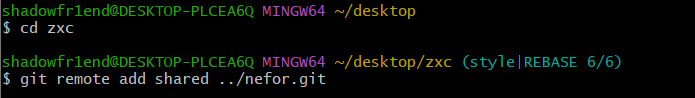 shadowfr1end@DESKTOP-PLCEA6Q MINGW64 ~/desktop
$ cd zxc
shadowfr1end@DESKTOP-PLCEA6Q MINGW64 ~/desktop/zxc (style|REBASE 6/6)
$ git remote add shared ../nefor.git